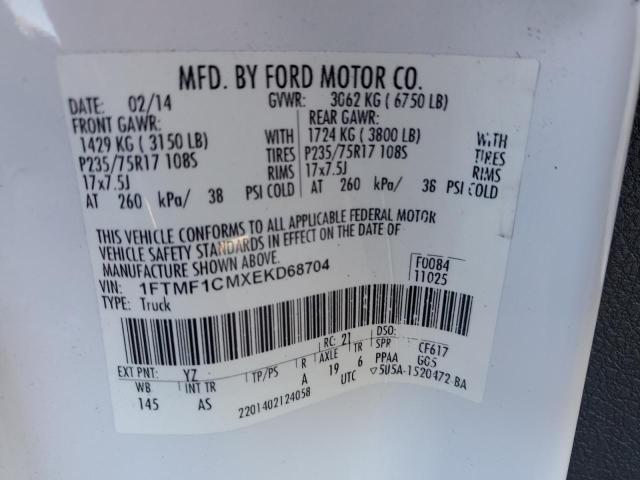 MFD. BY FORD MOTOR CO.
DATE: 02/14 GVWR: 3062 KG ( 6750 LB)
FRONT GAWR: REAR GAWR:
1429 KG ( 3150 LB) WITH 1724 KG ( 3800 LB) WITH
P235/75R17 108S TIRES P235/75R17 108S TIRES
17x7.5J RIMS 17x7.5J RIMS
AT 260 kPa/ 38 PSI COLD AT 260 kPa/ 38 PSI COLD
THIS VEHICLE CONFORMS TO ALL APPLICABLE FEDERAL MOTOR
VEHICLE SAFETY STANDARDS IN EFFECT ON THE DATE OF
MANUFACTURE SHOWN ABOVE.
VIN: 1FTMF1CMXEKD68704 F0084
TYPE: Truck 11025
RC: 21 DSO:
EXT PNT: YZ CF617
WB INT TR TP/PS R AXLE TR SPR GG5
145 AS A 19 6 PPAA
2201402124058 UTC ▽5U5A-1520472 BA